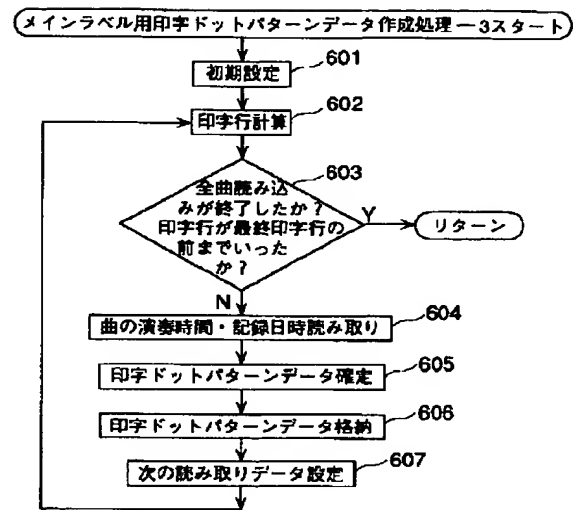 メインラベル用印字ドットパターンデータ作成処理ー3スタート
初期設定
601
印字行計算
602
603
全曲読み込
みが終了したか?
印字行が最終印字行の
前までいった
か?
Y
リターン
N
曲の演奏時間・記録日時読み取り
604
印字ドットパターンデータ確定
605
印字ドットパターンデータ格納
606
次の読み取りデータ設定
607